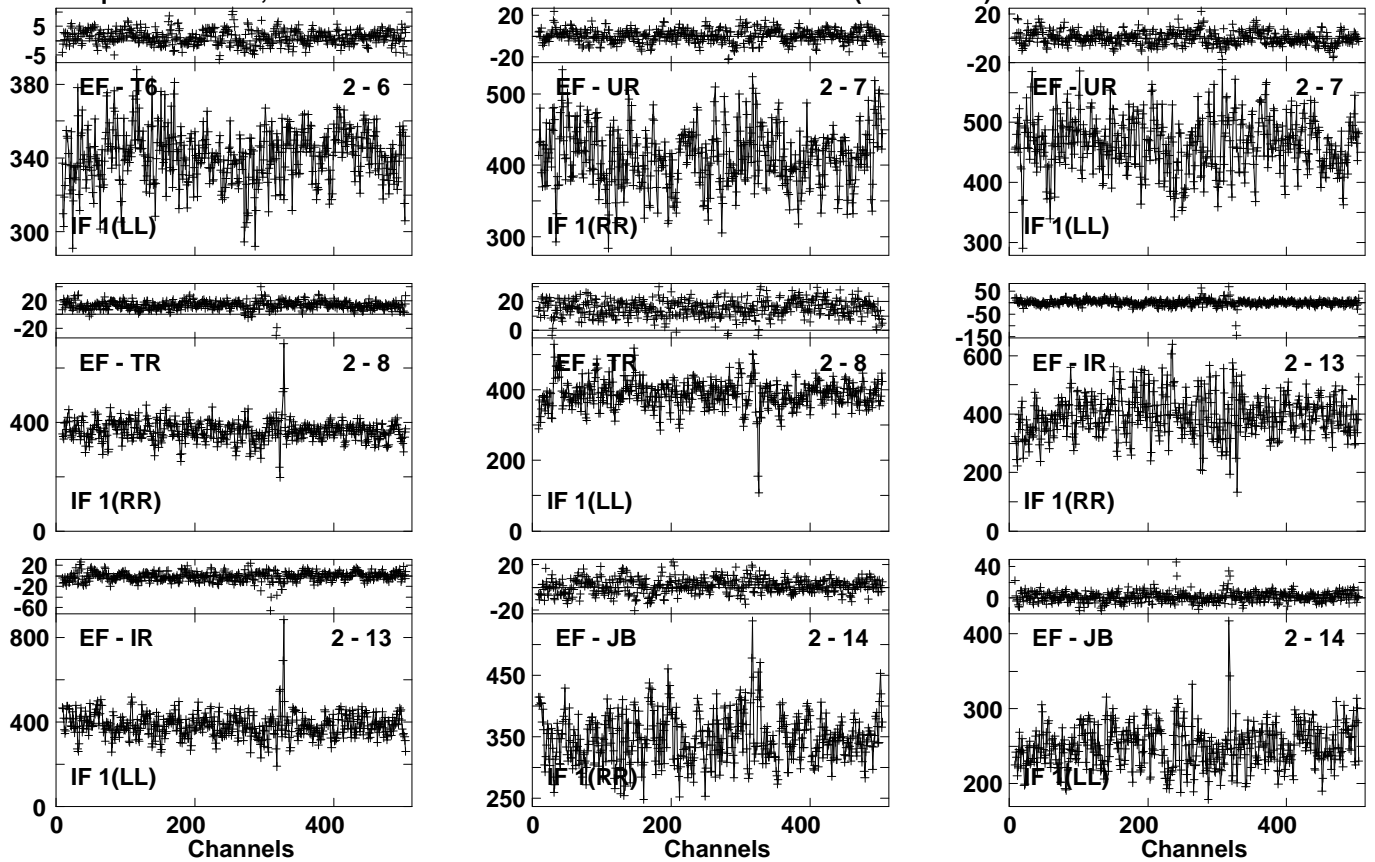 5
-5
380
340
300
EF - T6 2 - 6
IF 1(LL)
20
-20
500
400
300
EF - UR 2 - 7
IF 1(RR)
20
-20
500
400
300
EF - UR 2 - 7
IF 1(LL)
20
-20
400
0
EF - TR 2 - 8
IF 1(RR)
20
0
400
200
0
EF - TR 2 - 8
IF 1(LL)
50
-50
-150
600
400
200
0
EF - IR 2 - 13
IF 1(RR)
20
-20
-60
800
400
0
EF - IR 2 - 13
IF 1(LL)
0 200 400
Channels
20
-20
450
350
250
EF - JB 2 - 14
IF 1(RR)
0 200 400
Channels
40
0
400
300
200
EF - JB 2 - 14
IF 1(LL)
0 200 400
Channels